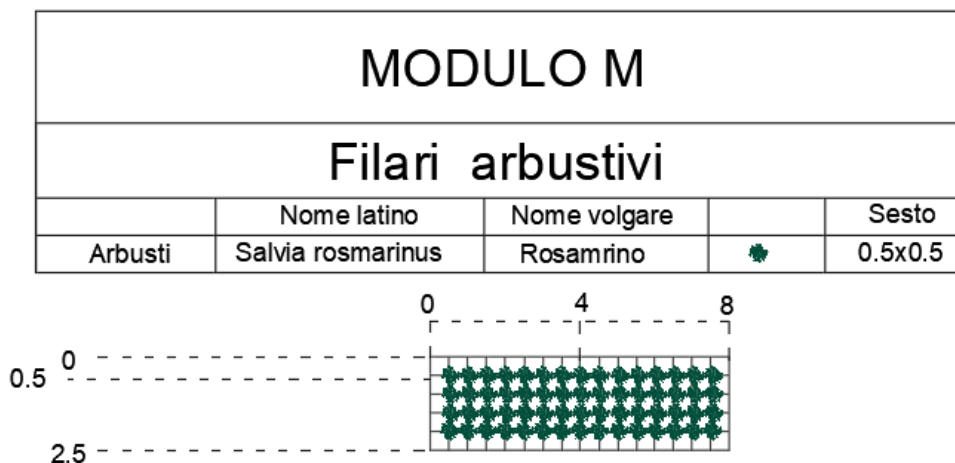 MODULO M
Filari arbustivi
Nome latino Nome volgare Sesto
Arbusti Salvia rosmarinus Rosamrino 0.5x0.5
0 4 8
0
0.5
2.5